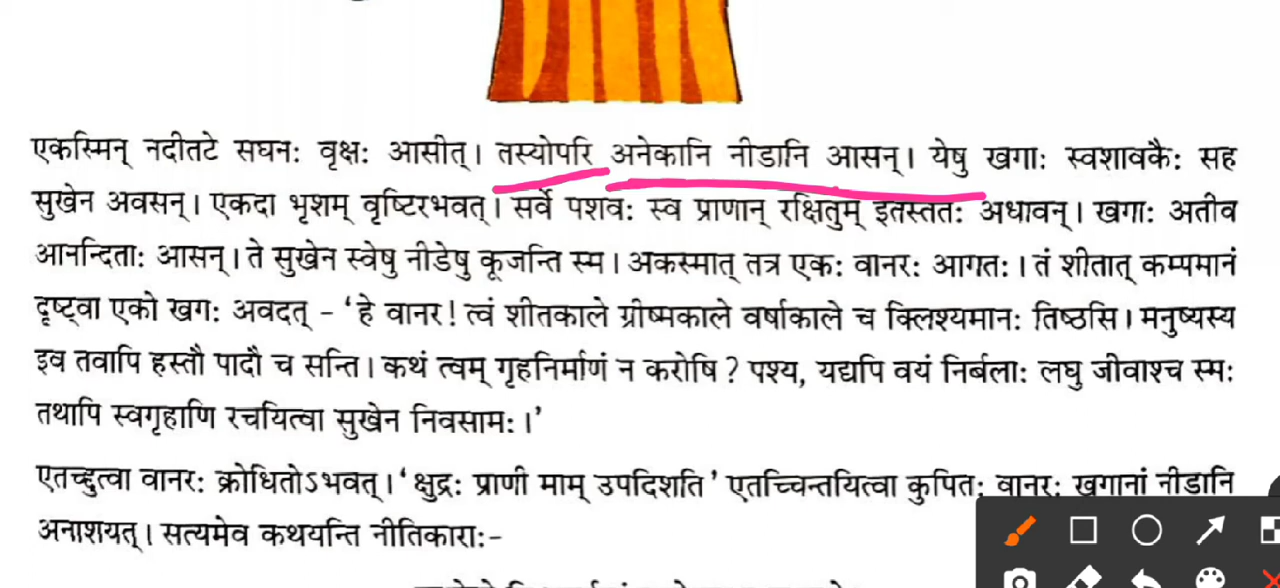 एकस्मिन् नदीतटे सघनः वृक्षः आसीत्। तस्योपरि अनेकानि नीडानि आसन्। येषु खगाः स्वशावकैः सह
सुखेन अवसन्। एकदा भृशम् वृष्टिरभवत्। सर्वे पशवः स्व प्राणान् रक्षितुम् इतस्ततः अधावन्। खगाः अतीव
आनन्दिताः आसन्। ते सुखेन स्वेषु नीडेषु कूजन्ति स्म। अकस्मात् तत्र एकः वानरः आगतः। तं शीतात् कम्पमानं
दृष्ट्वा एको खगः अवदत् - ‘हे वानर! त्वं शीतकाले ग्रीष्मकाले वर्षाकाले च क्लिश्यमानः तिष्ठसि। मनुष्यस्य
इव तवापि हस्तौ पादौ च सन्ति। कथं त्वम् गृहनिर्माणं न करोषि? पश्य, यद्यपि वयं निर्बलाः लघु जीवाश्च स्मः
तथापि स्वगृहाणि रचयित्वा सुखेन निवसामः।’
एतच्छुत्वा वानरः क्रोधितोऽभवत्। ‘क्षुद्रः प्राणी माम् उपदिशति’ एतच्चिन्तयित्वा कुपितः वानरः खगानां नीडानि
अनाशयत्। सत्यमेव कथयन्ति नीतिकाराः-